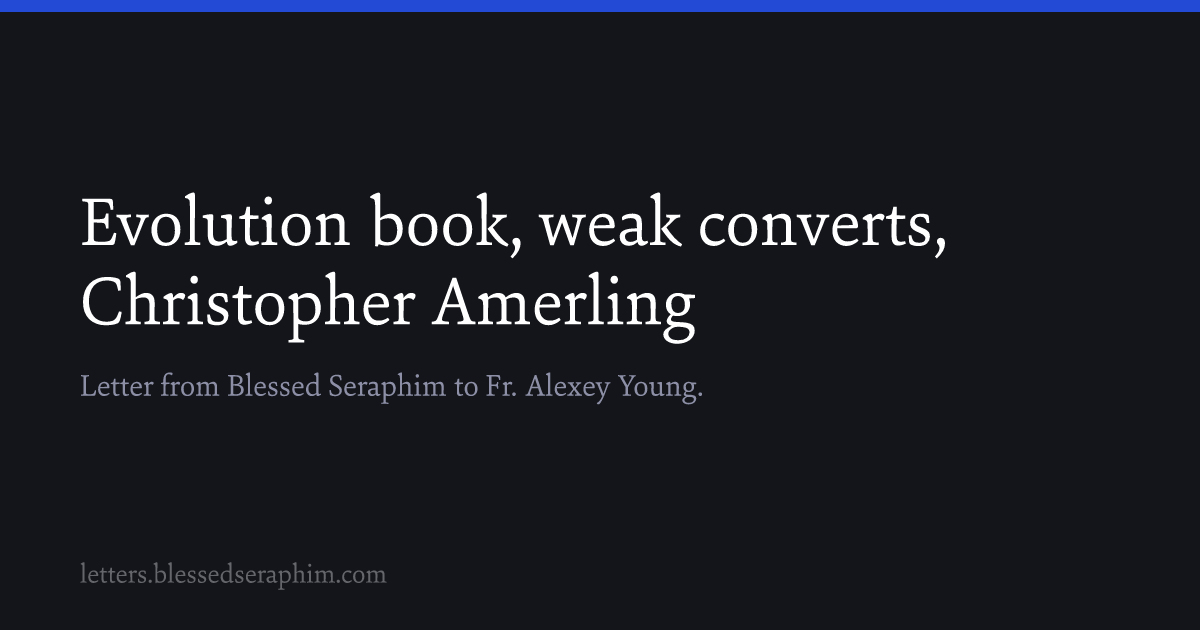 Evolution book, weak converts,
Christopher Amerling
Letter from Blessed Seraphim to Fr. Alexey Young.
letters.blessedseraphim.com